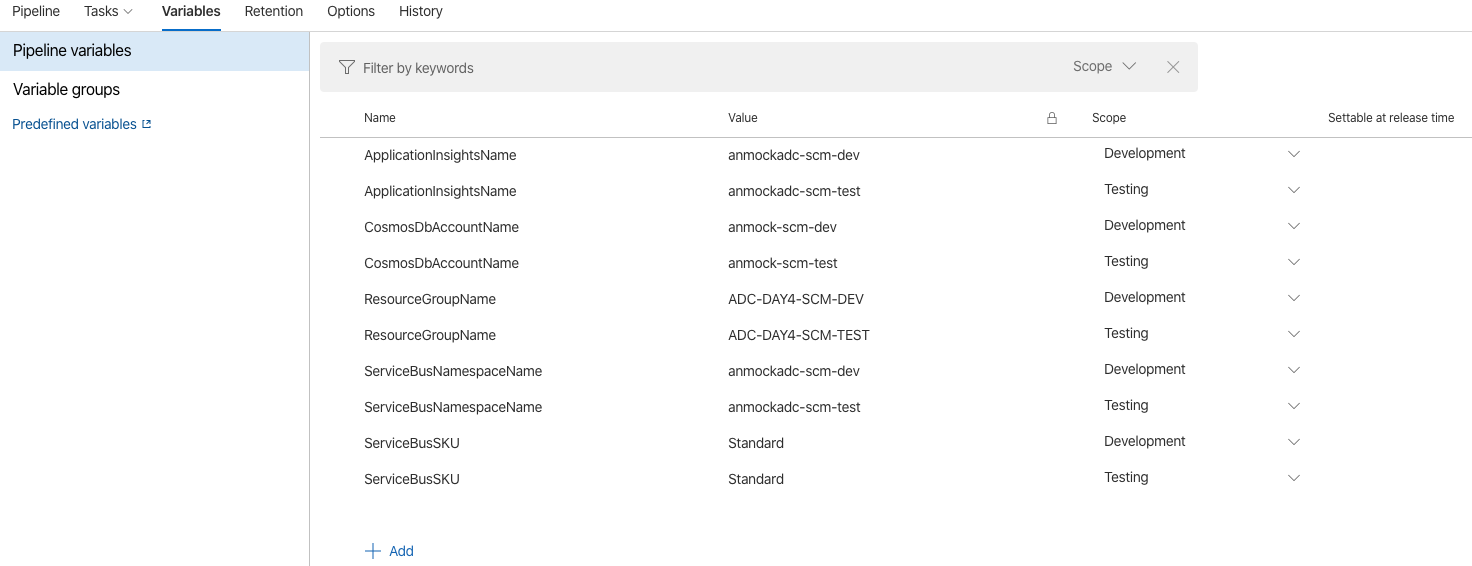 Pipeline Tasks Variables Retention Options History
Pipeline variables
Variable groups
Predefined variables
Filter by keywords Scope
Name Value Scope Settable at release time
ApplicationInsightsName anmockadc-scm-dev Development
ApplicationInsightsName anmockadc-scm-test Testing
CosmosDbAccountName anmock-scm-dev Development
CosmosDbAccountName anmock-scm-test Testing
ResourceGroupName ADC-DAY4-SCM-DEV Development
ResourceGroupName ADC-DAY4-SCM-TEST Testing
ServiceBusNamespaceName anmockadc-scm-dev Development
ServiceBusNamespaceName anmockadc-scm-test Testing
ServiceBusSKU Standard Development
ServiceBusSKU Standard Testing
Add